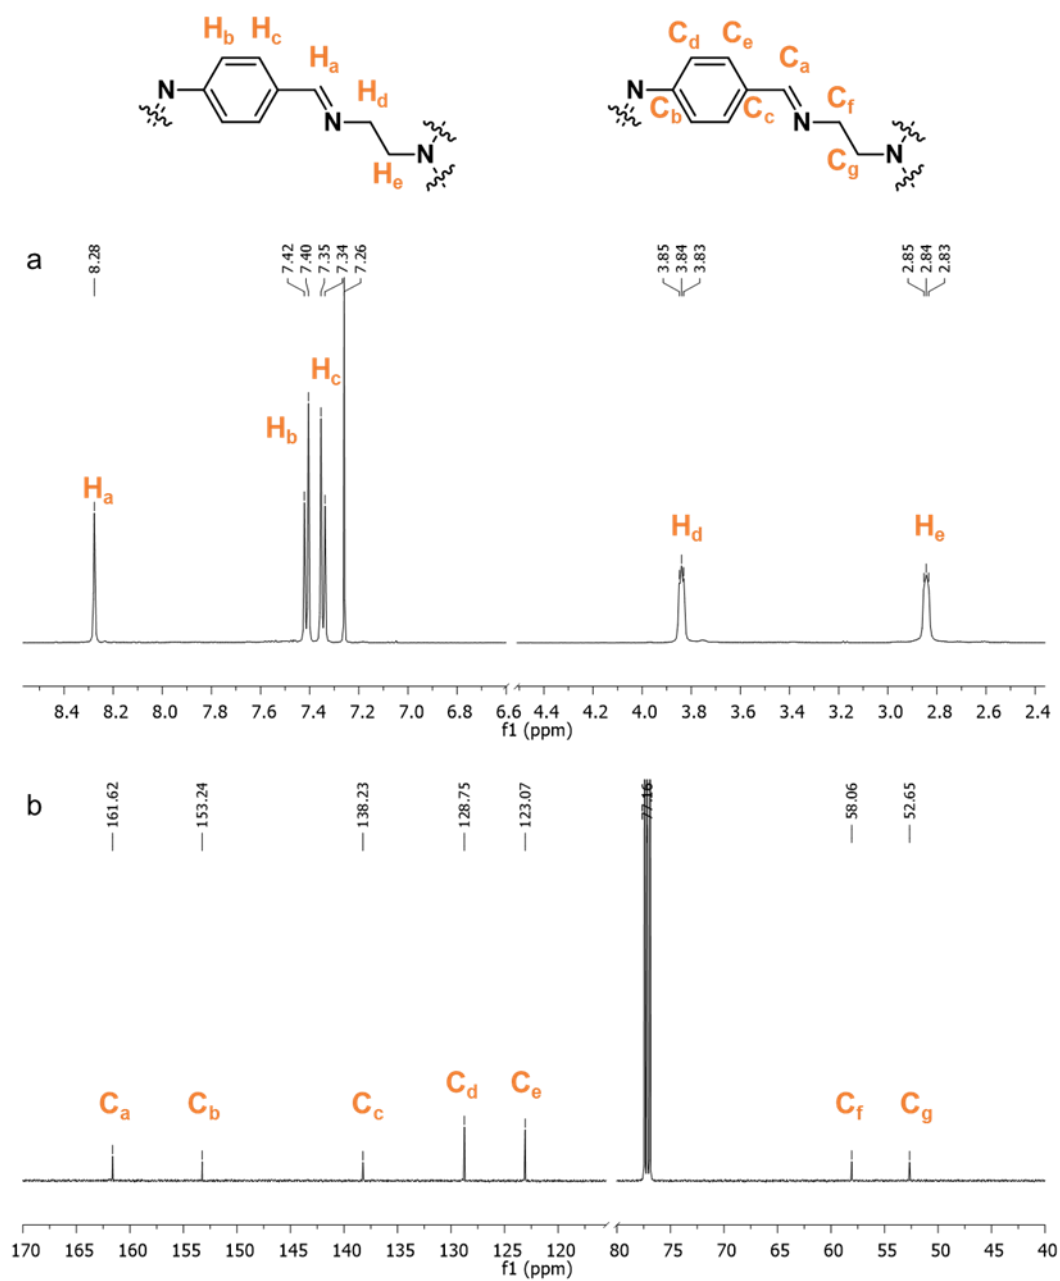 Hb Hc Ha N Hd N N He
Cd Ce Ca N Cf Cb Cc N N Cg
a
8.28 7.42 7.40 7.35 7.34 7.26 3.85 3.84 3.83 2.85 2.84 2.83
Hc
Hb
Ha Hd He
8.4 8.2 8.0 7.8 7.6 7.4 7.2 7.0 6.8 6.6 4.4 4.2 4.0 3.8 3.6 3.4 3.2 3.0 2.8 2.6 2.4
f1 (ppm)
b
161.62 153.24 138.23 128.75 123.07 77.16 58.06 52.65
Ca Cb Cc Cd Ce Cf Cg
170 165 160 155 150 145 140 135 130 125 120 80 75 70 65 60 55 50 45 40
f1 (ppm)